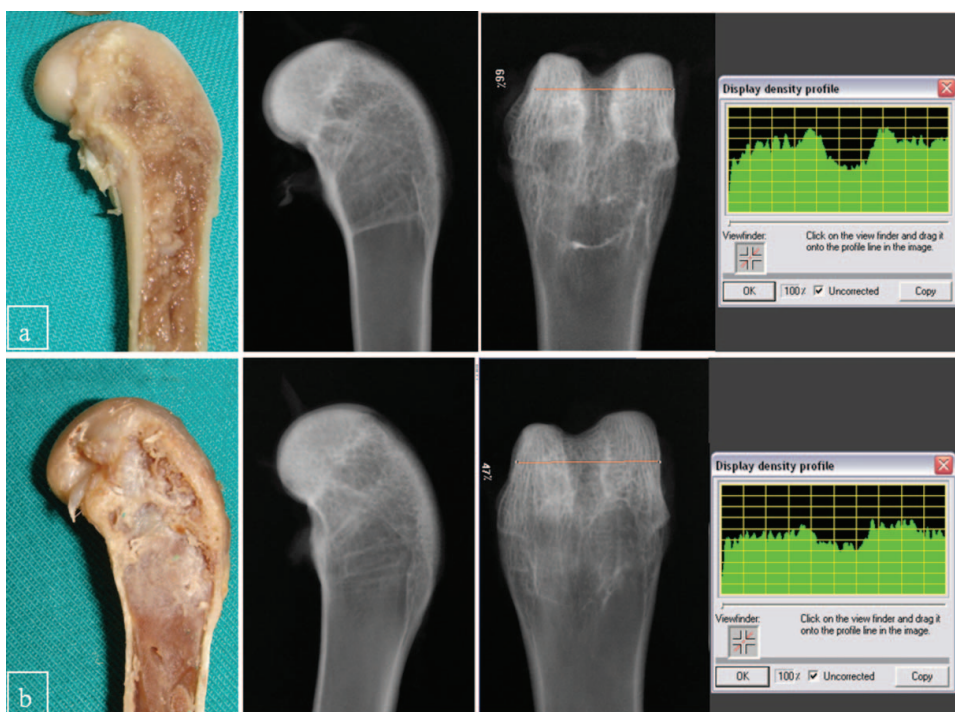 a
66%
Display density profile
Viewfinder:
Click on the view finder and drag it
onto the profile line in the image.
OK
100%
Uncorrected
Copy
b
47%
Display density profile
Viewfinder:
Click on the view finder and drag it
onto the profile line in the image.
OK
100%
Uncorrected
Copy